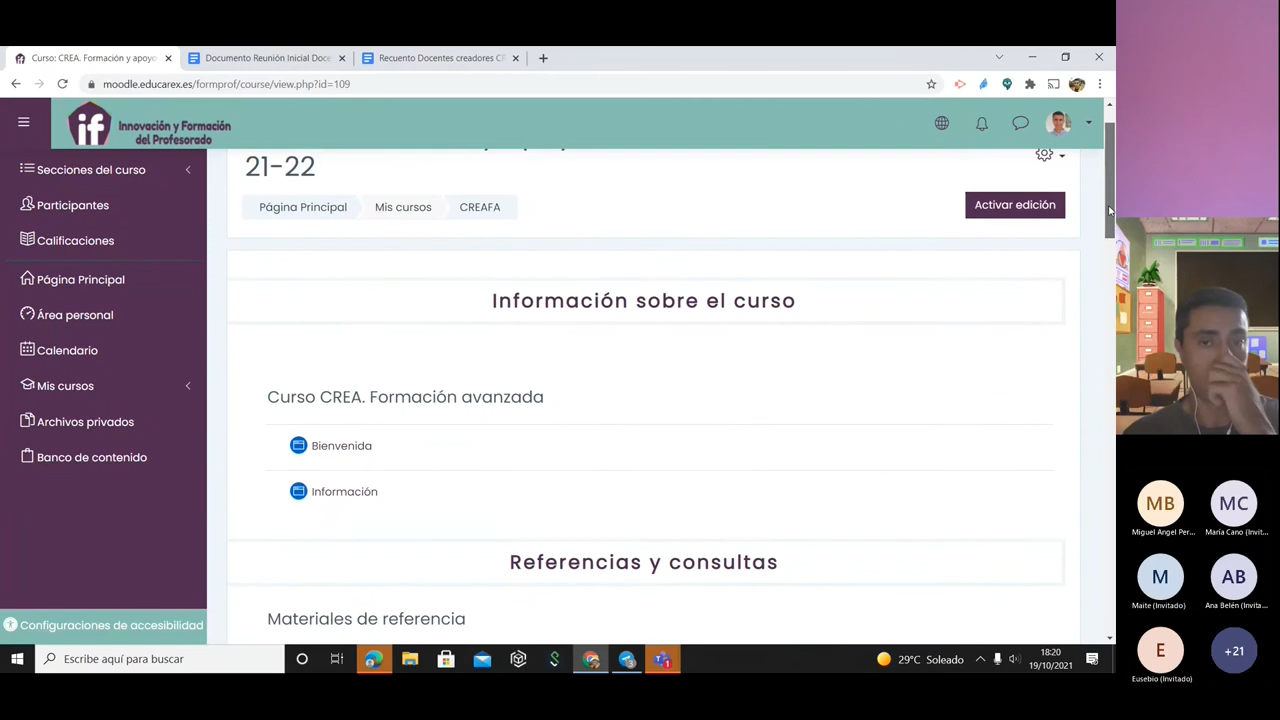 Curso: CREA. Formación y apoyo
Documento Reunión Inicial Doce
Recuento Docentes creadores CR
moodle.educarex.es/formprof/course/view.php?id=109
if Innovación y Formación
del Profesorado
21-22
Página Principal
Mis cursos
CREAFA
Activar edición
Secciones del curso
Participantes
Calificaciones
Página Principal
Área personal
Calendario
Mis cursos
Archivos privados
Banco de contenido
Configuraciones de accesibilidad
Información sobre el curso
Curso CREA. Formación avanzada
Bienvenida
Información
Referencias y consultas
Materiales de referencia
MB
Miguel Angel Per...
MC
María Cano (Invit...
M
Maite (Invitado)
AB
Ana Belén (Invita...
E
Eusebio (Invitado)
+21
Escribe aquí para buscar
29°C Soleado
18:20
19/10/2021